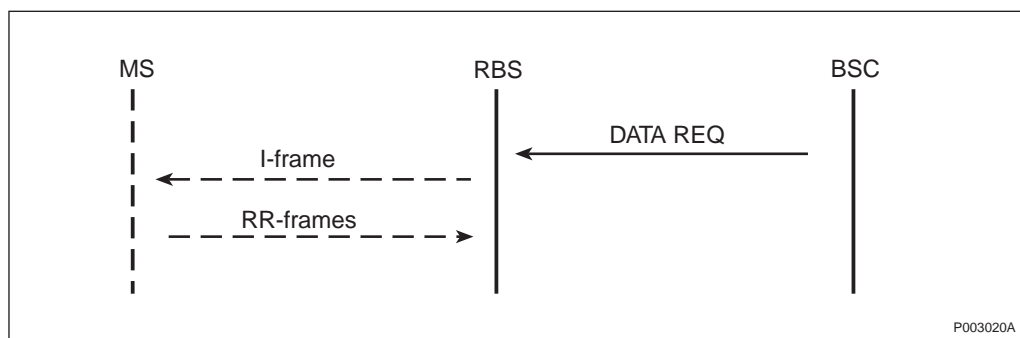 MS
RBS
BSC
DATA REQ
I-frame
RR-frames
P003020A